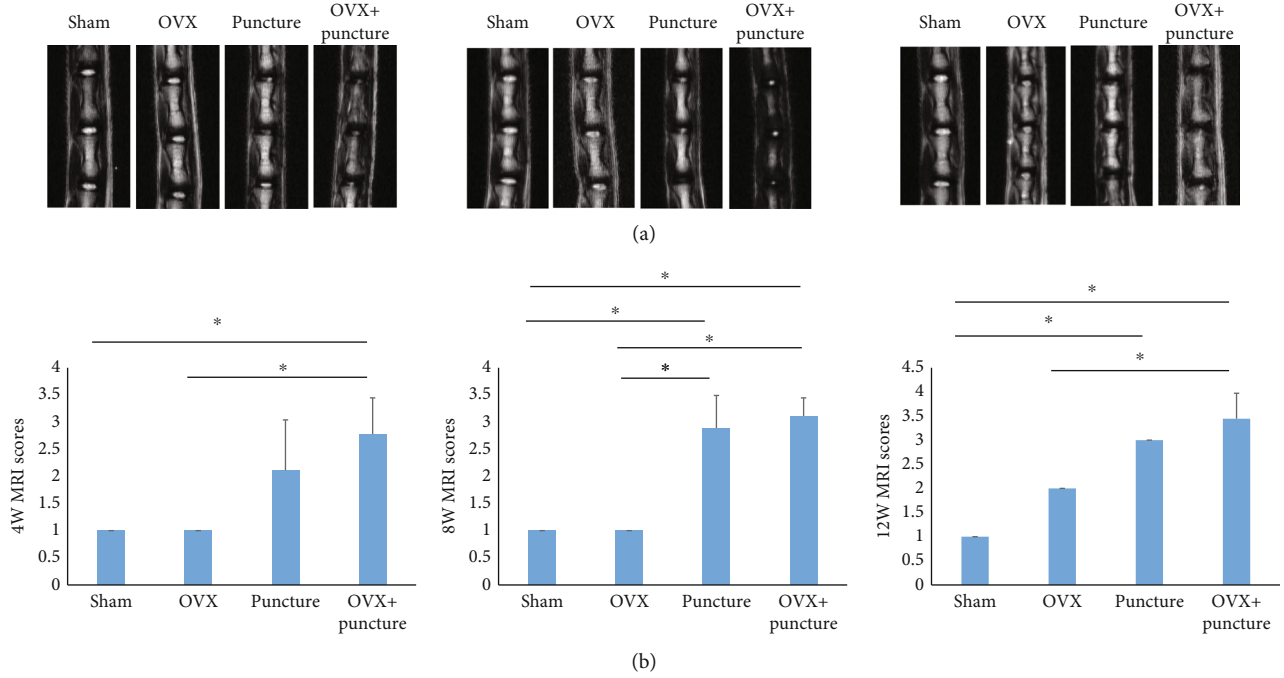 Sham OVX Puncture OVX+
puncture
Sham OVX Puncture OVX+
puncture
Sham OVX Puncture OVX+
puncture
(a)
4W MRI scores
4
3.5
3
2.5
2
1.5
1
0.5
0
*
*
Sham OVX Puncture OVX+
puncture
8W MRI scores
4
3.5
3
2.5
2
1.5
1
0.5
0
*
*
*
*
Sham OVX Puncture OVX+
puncture
12W MRI scores
4.5
4
3.5
3
2.5
2
1.5
1
0.5
0
*
*
*
Sham OVX Puncture OVX+
puncture
(b)